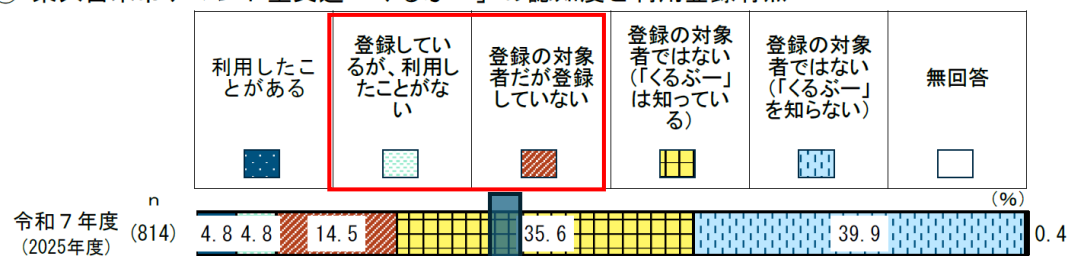 利用したこ
とがある
登録してい
るが、利用し
たことがな
い
登録の対象
者だが登録
していない
登録の対象
者ではない
(「くるぶー」
は知ってい
る)
登録の対象
者ではない
(「くるぶー」
を知らない)
無回答
n
(%)
令和7年度
(2025年度)
(814)
4.8
4.8
14.5
35.6
39.9
0.4